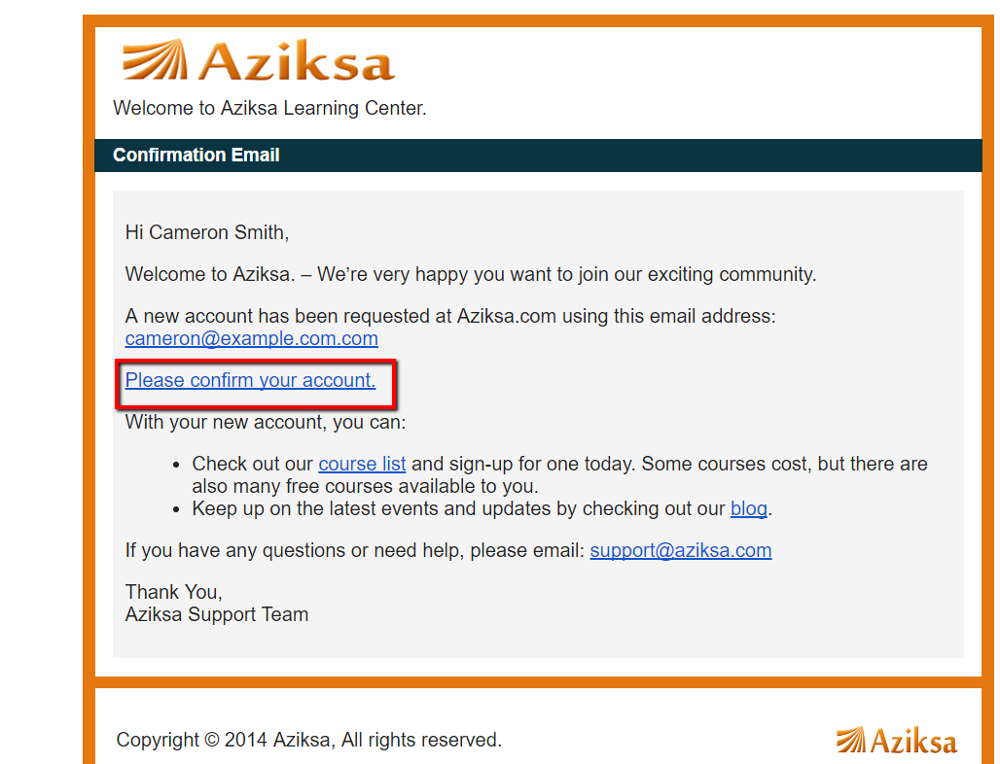 Aziksa
Welcome to Aziksa Learning Center.
Confirmation Email
Hi Cameron Smith,
Welcome to Aziksa. – We’re very happy you want to join our exciting community.
A new account has been requested at Aziksa.com using this email address:
cameron@example.com.com
Please confirm your account.
With your new account, you can:
• Check out our course list and sign-up for one today. Some courses cost, but there are
also many free courses available to you.
• Keep up on the latest events and updates by checking out our blog.
If you have any questions or need help, please email: support@aziksa.com
Thank You,
Aziksa Support Team
Copyright © 2014 Aziksa, All rights reserved.
Aziksa